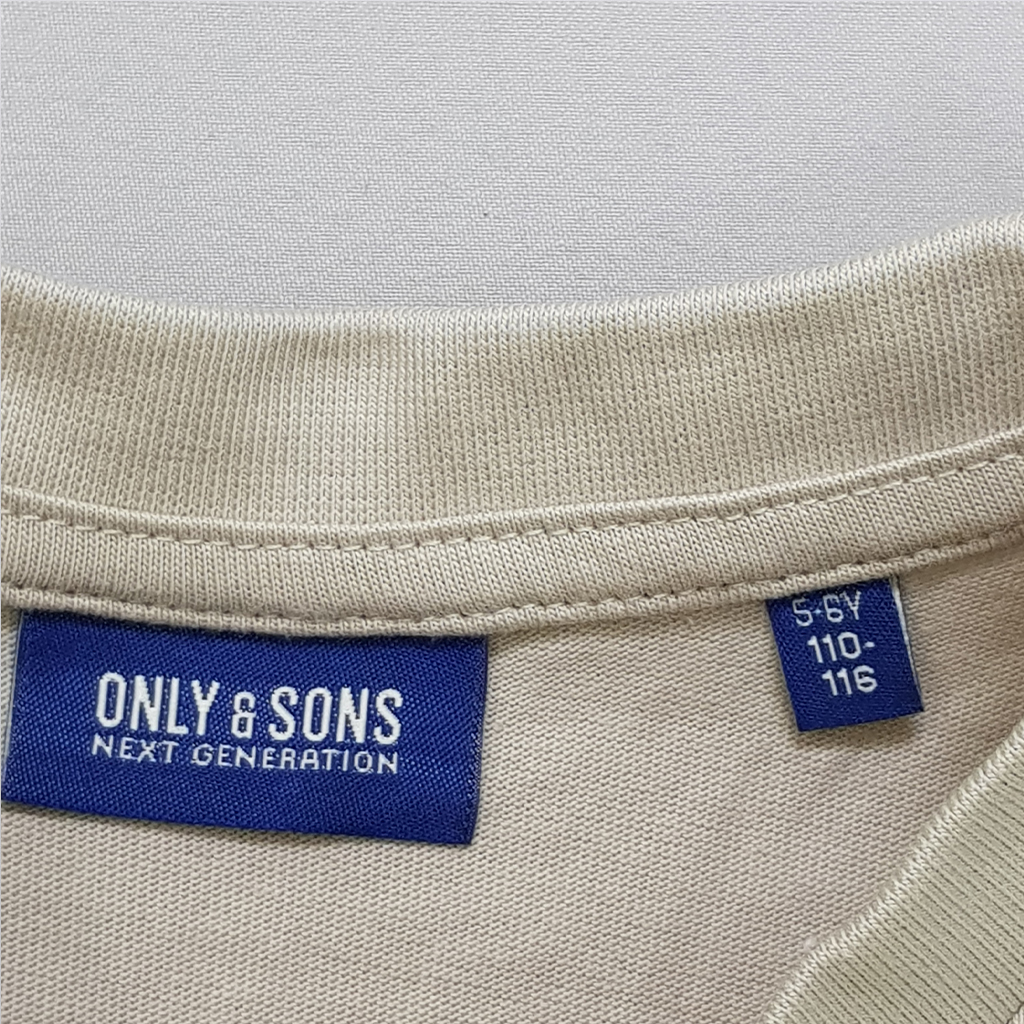 ONLY & SONS
NEXT GENERATION
5-6Y
110-
116